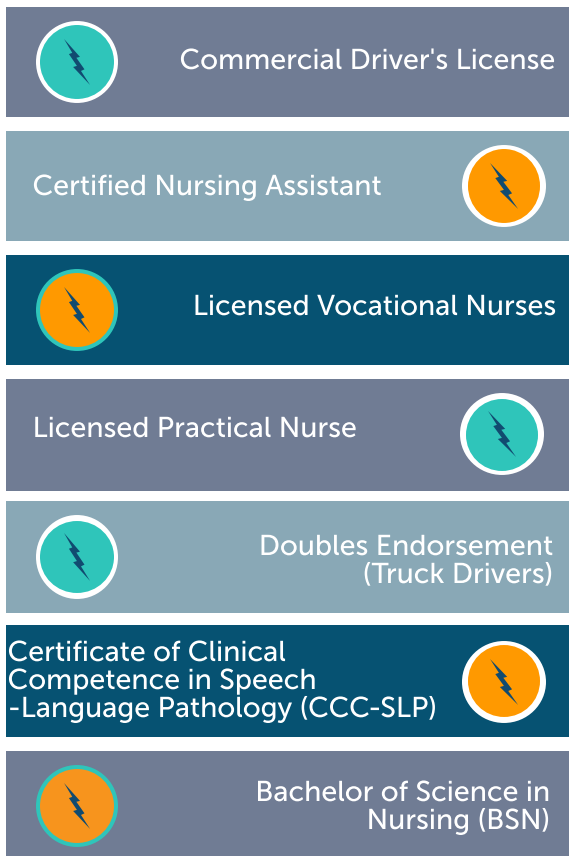 Commercial Driver's License
Certified Nursing Assistant
Licensed Vocational Nurses
Licensed Practical Nurse
Doubles Endorsement
(Truck Drivers)
Certificate of Clinical
Competence in Speech
-Language Pathology (CCC-SLP)
Bachelor of Science in
Nursing (BSN)